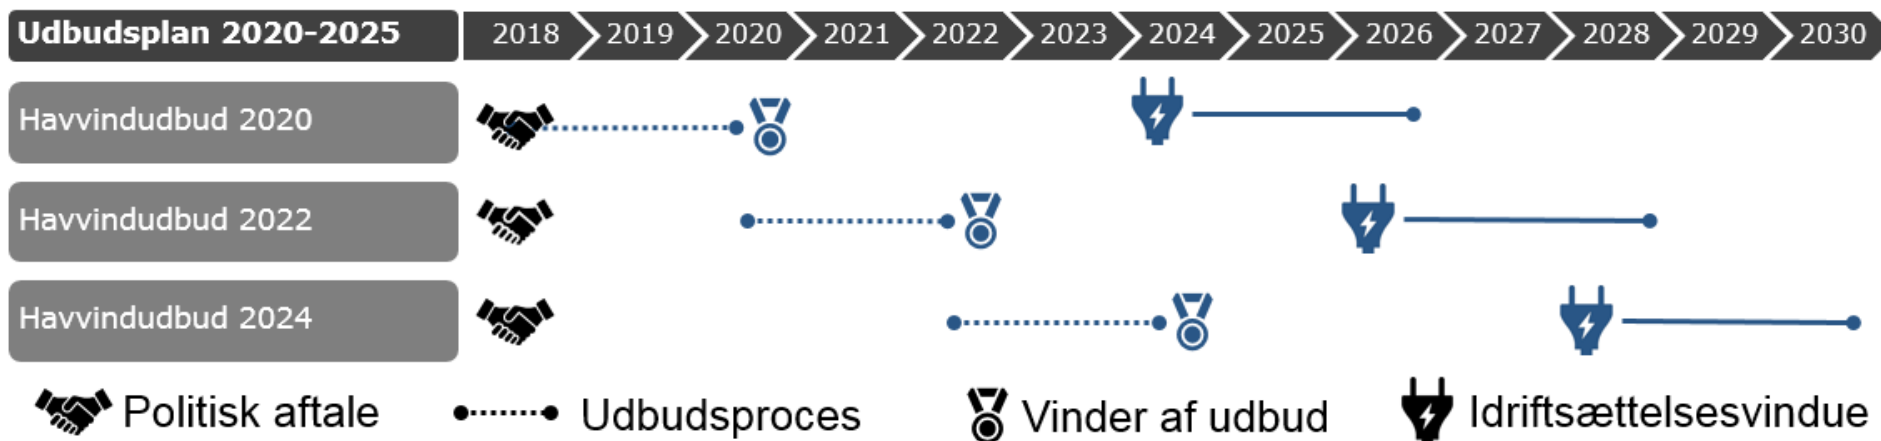 Udbudsplan 2020-2025 2018 2019 2020 2021 2022 2023 2024 2025 2026 2027 2028 2029 2030
Havvindudbud 2020
Havvindudbud 2022
Havvindudbud 2024
Politisk aftale Udbudsproces Vinder af udbud Idriftsættelsesvindue